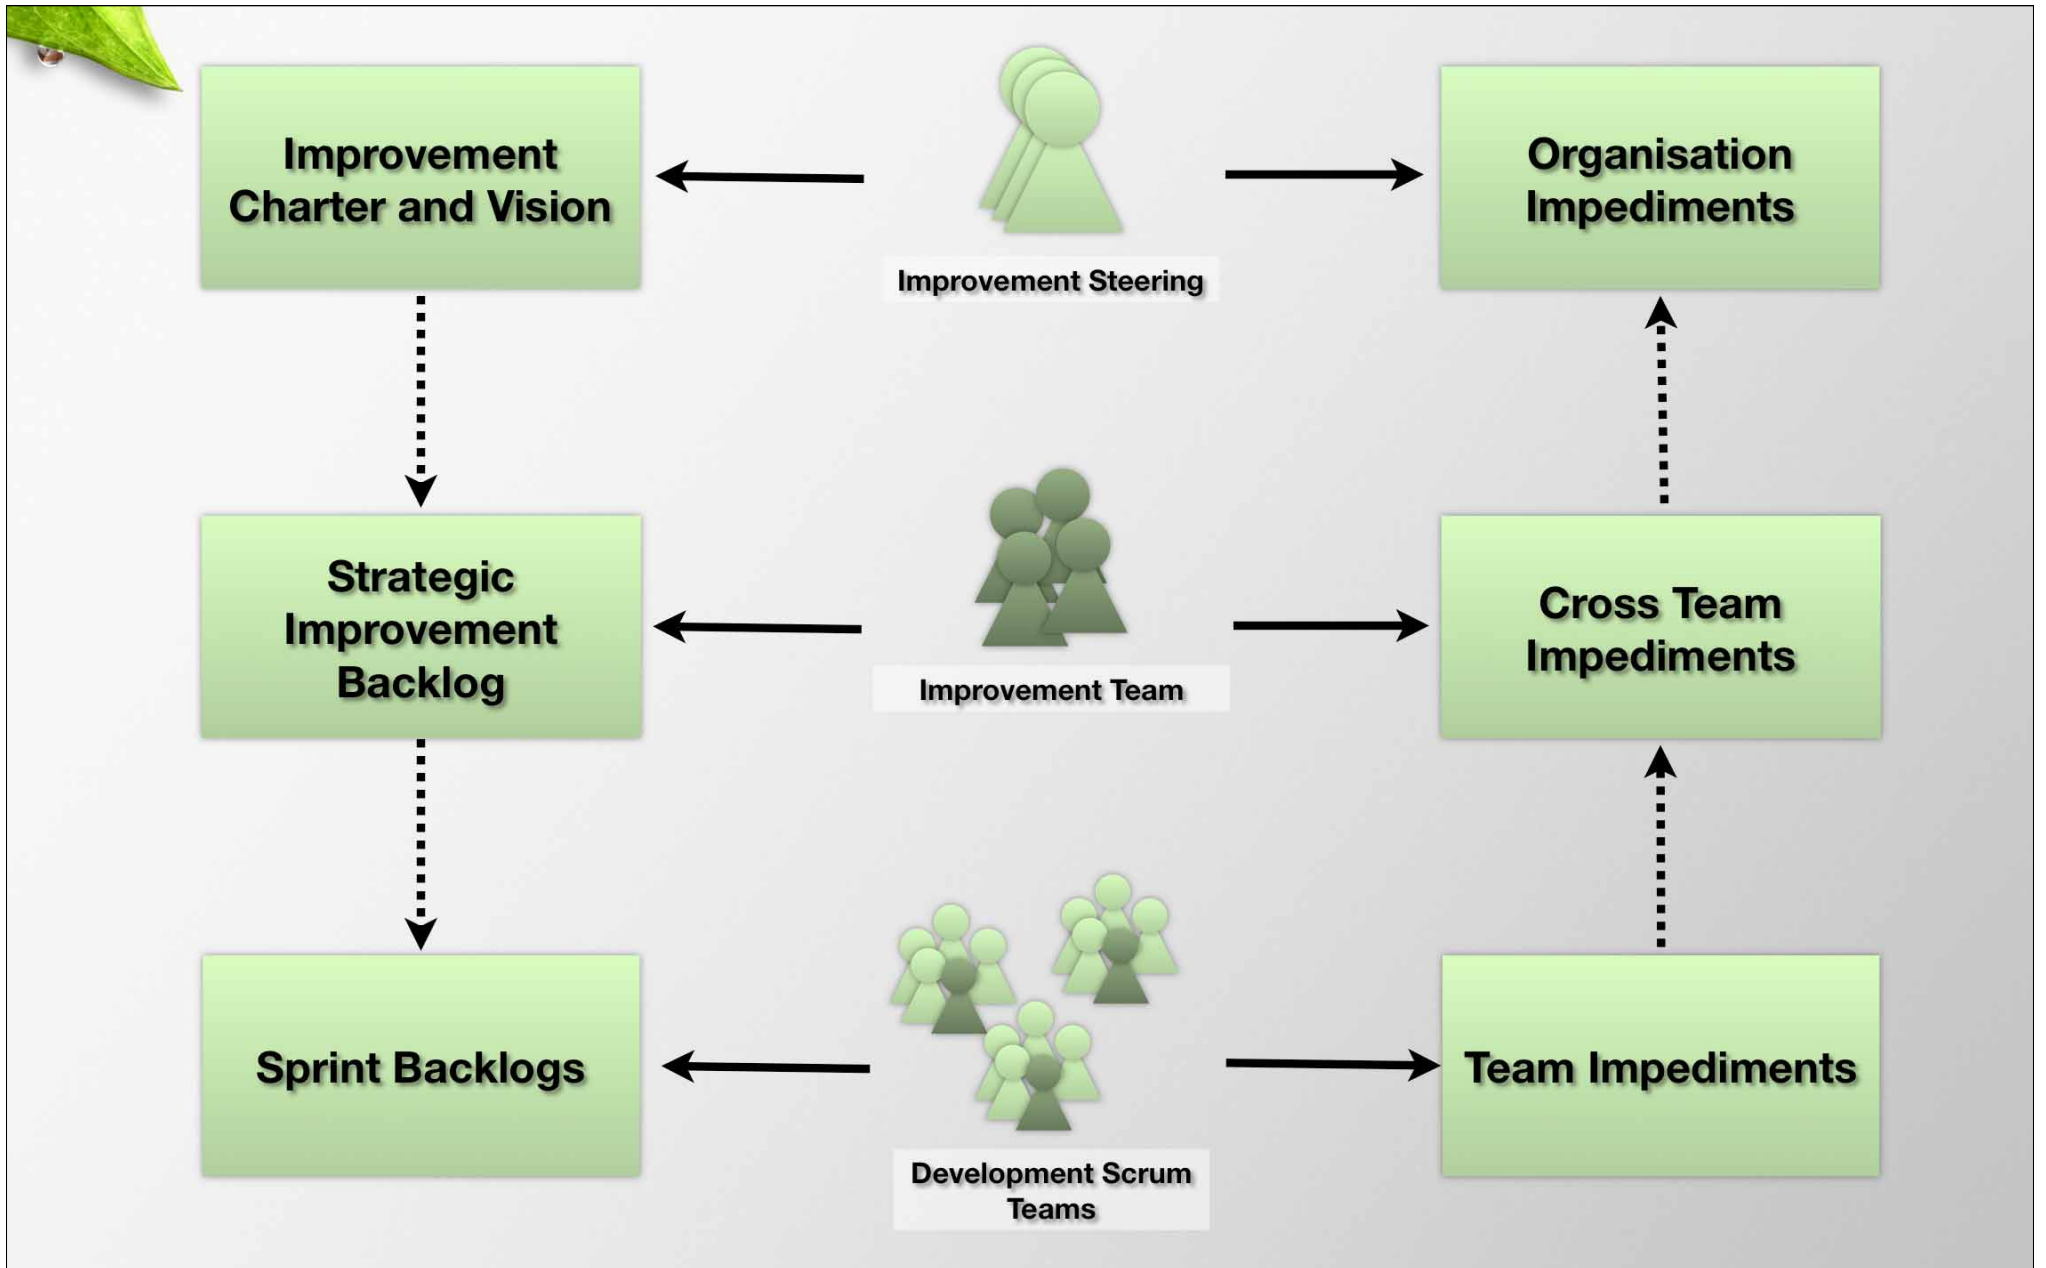 Improvement
Charter and Vision
Improvement Steering
Organisation
Impediments
Strategic
Improvement
Backlog
Improvement Team
Cross Team
Impediments
Sprint Backlogs
Development Scrum
Teams
Team Impediments